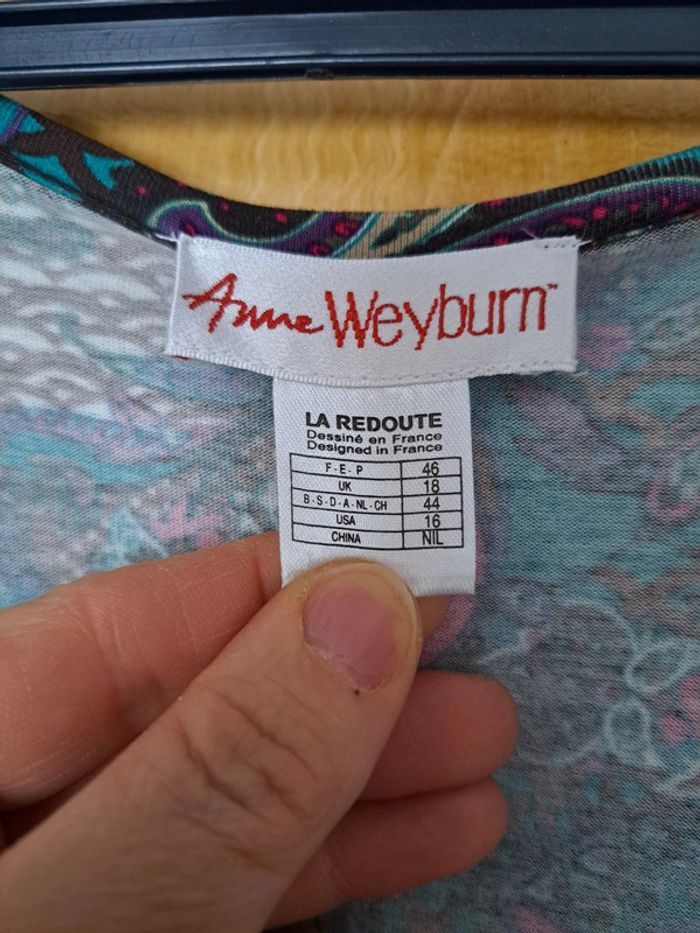 Anne Weyburn™
LA REDOUTE
Dessiné en France
Designed in France
F - E - P 46
UK 18
B - S - D - A - NL - CH 44
USA 16
CHINA NIL